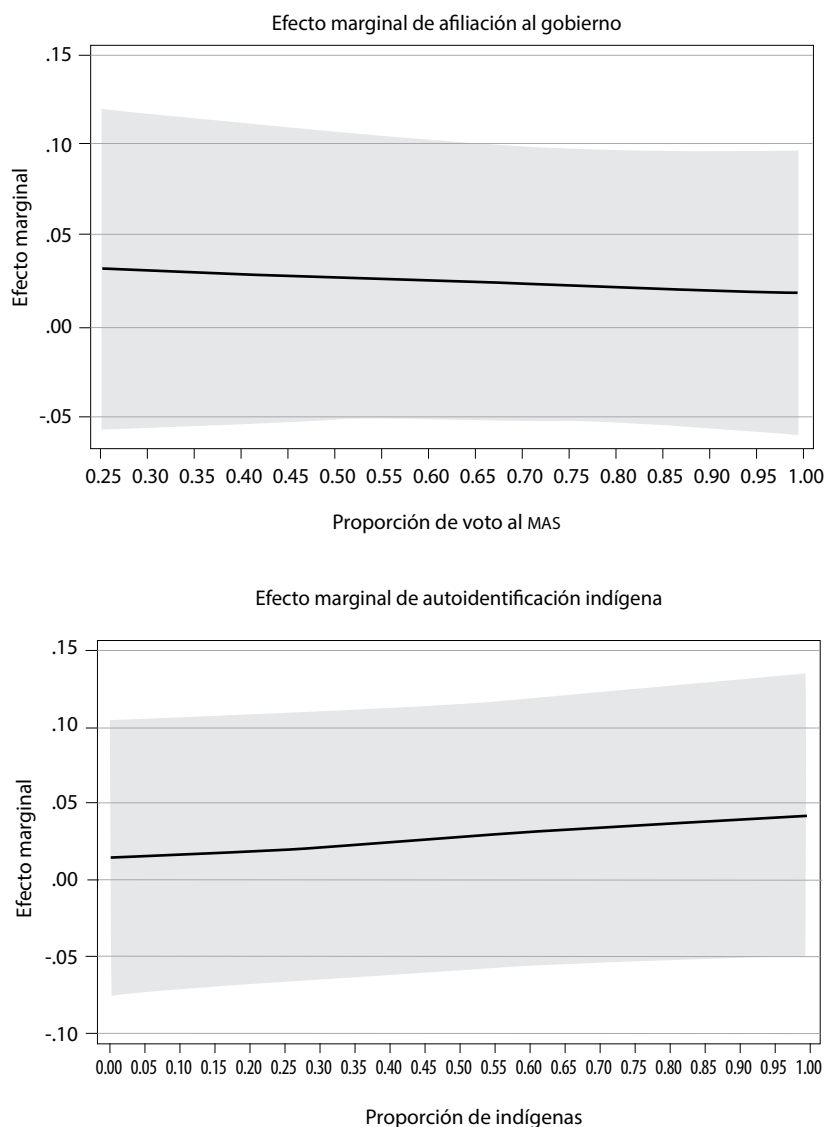 Efecto marginal de afiliación al gobierno
.15
.10
.05
.00
-.05
Efecto marginal
0.25 0.30 0.35 0.40 0.45 0.50 0.55 0.60 0.65 0.70 0.75 0.80 0.85 0.90 0.95 1.00
Proporción de voto al MAS
Efecto marginal de autoidentificación indígena
.15
.10
.05
.00
-.05
-.10
Efecto marginal
0.00 0.05 0.10 0.15 0.20 0.25 0.30 0.35 0.40 0.45 0.50 0.55 0.60 0.65 0.70 0.75 0.80 0.85 0.90 0.95 1.00
Proporción de indígenas